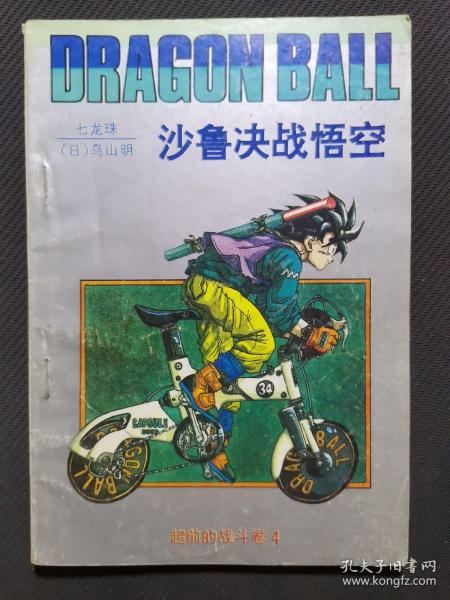 DRAGON BALL
七龙珠
(日)鸟山明
沙鲁决战悟空
34
CAPSULE
DRAGON BALL
DRAGON BALL
超前的战斗卷 4
孔夫子旧书网
www.kongfz.com